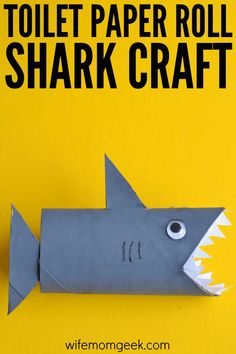 TOILET PAPER ROLL
SHARK CRAFT
wifemomgeek.com